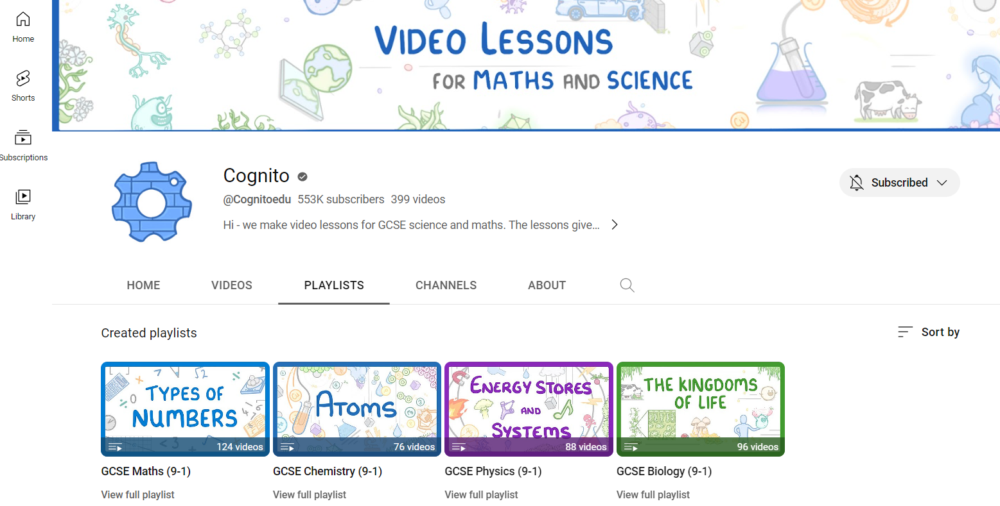 Home
Shorts
Subscriptions
Library
VIDEO LESSONS
FOR MATHS AND SCIENCE
Cu
Cognito
@Cognitoedu 553K subscribers 399 videos
Hi - we make video lessons for GCSE science and maths. The lessons give...
Subscribed
HOME VIDEOS PLAYLISTS CHANNELS ABOUT
Created playlists
Sort by
TYPES OF
NUMBERS
124 videos
GCSE Maths (9-1)
View full playlist
ATOMS
76 videos
GCSE Chemistry (9-1)
View full playlist
ENERGY STORES
AND
SYSTEMS
88 videos
GCSE Physics (9-1)
View full playlist
THE KINGDOMS
OF LIFE
96 videos
GCSE Biology (9-1)
View full playlist